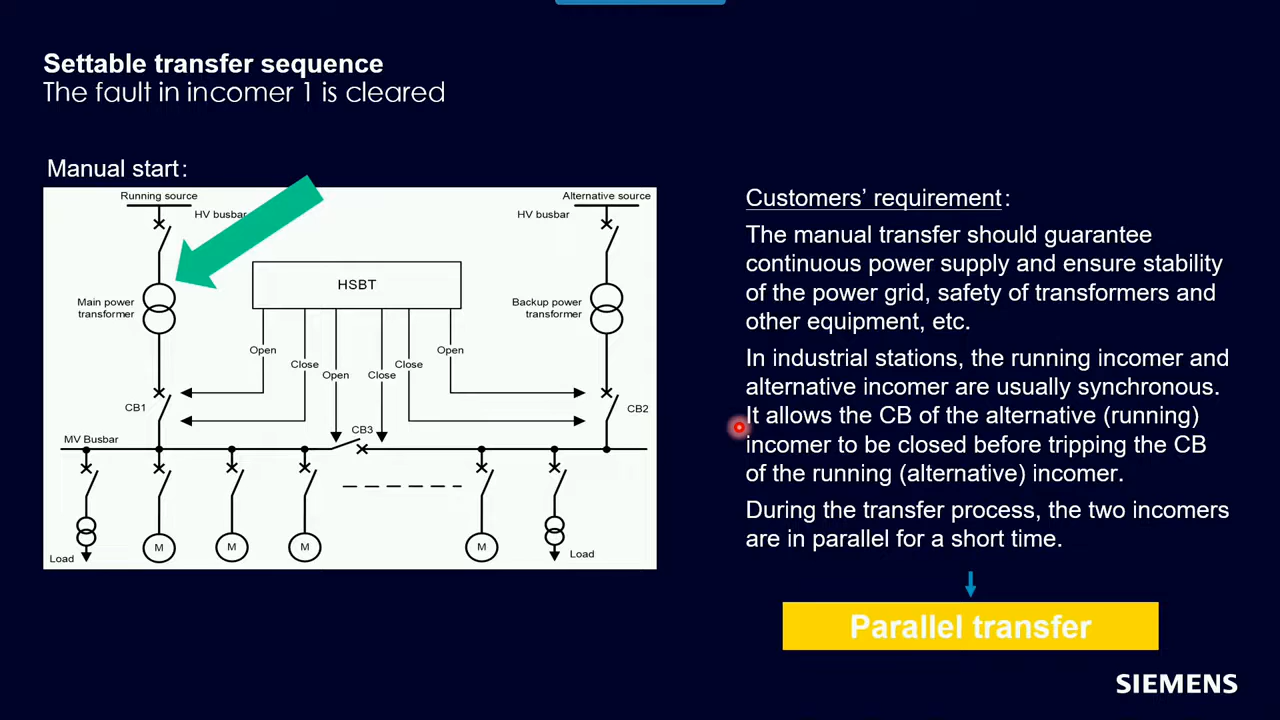 Settable transfer sequence
The fault in incomer 1 is cleared
Manual start:
Running source
Alternative source
HV busbar
HV busbar
HSBT
Main power
transformer
Backup power
transformer
Open
Close
Open
Close
Close
Open
CB1
CB2
CB3
MV Busbar
M
M
M
M
Load
Load
Customers' requirement:
The manual transfer should guarantee
continuous power supply and ensure stability
of the power grid, safety of transformers and
other equipment, etc.
In industrial stations, the running incomer and
alternative incomer are usually synchronous.
It allows the CB of the alternative (running)
incomer to be closed before tripping the CB
of the running (alternative) incomer.
During the transfer process, the two incomers
are in parallel for a short time.
Parallel transfer
SIEMENS